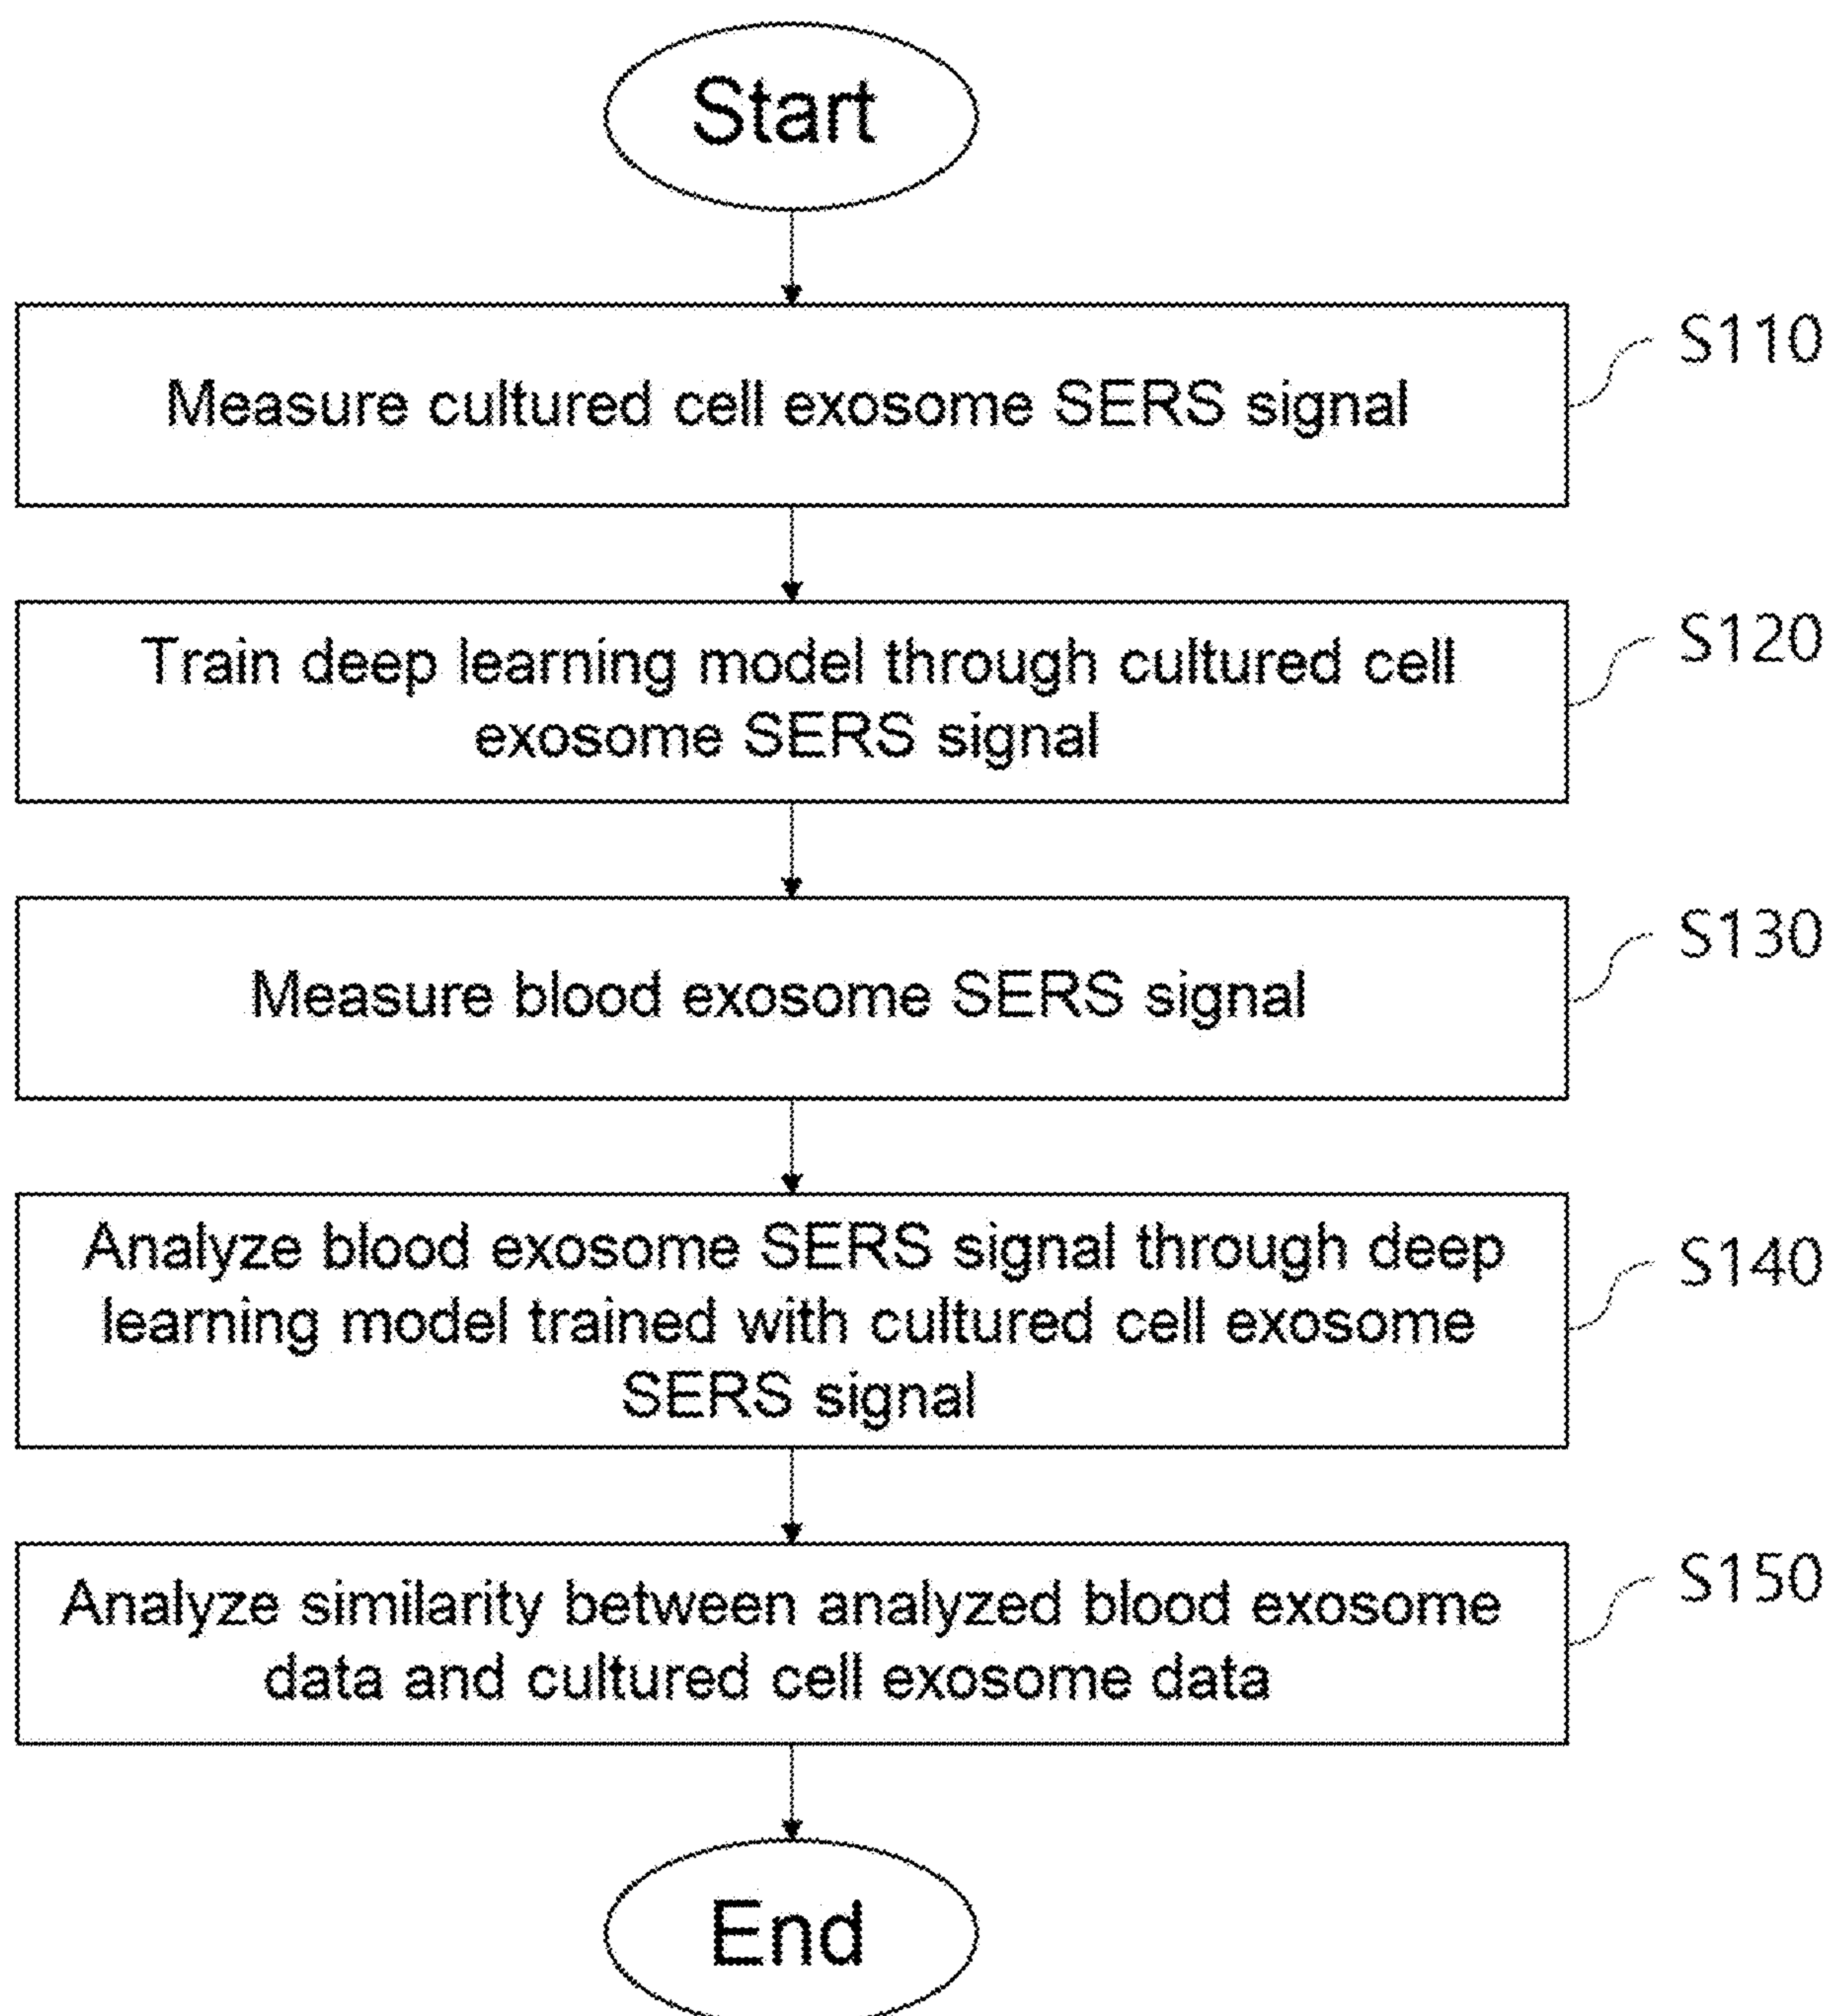 Start
S110
Measure cultured cell exosome SERS signal
S120
Train deep learning model through cultured cell
exosome SERS signal
S130
Measure blood exosome SERS signal
S140
Analyze blood exosome SERS signal through deep
learning model trained with cultured cell exosome
SERS signal
S150
Analyze similarity between analyzed blood exosome
data and cultured cell exosome data
End